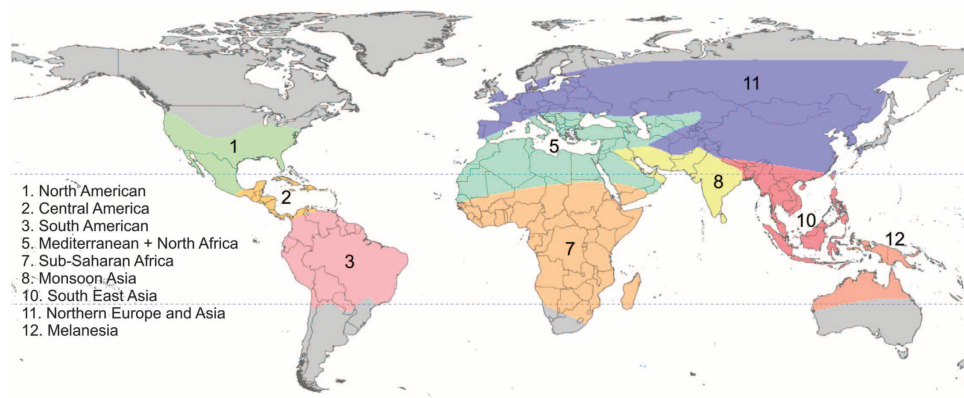 11
1
5
8
1. North American
2. Central America
3. South American
5. Mediterranean + North Africa
7. Sub-Saharan Africa
8. Monsoon Asia
10. South East Asia
11. Northern Europe and Asia
12. Melanesia
2
10
12
7
3